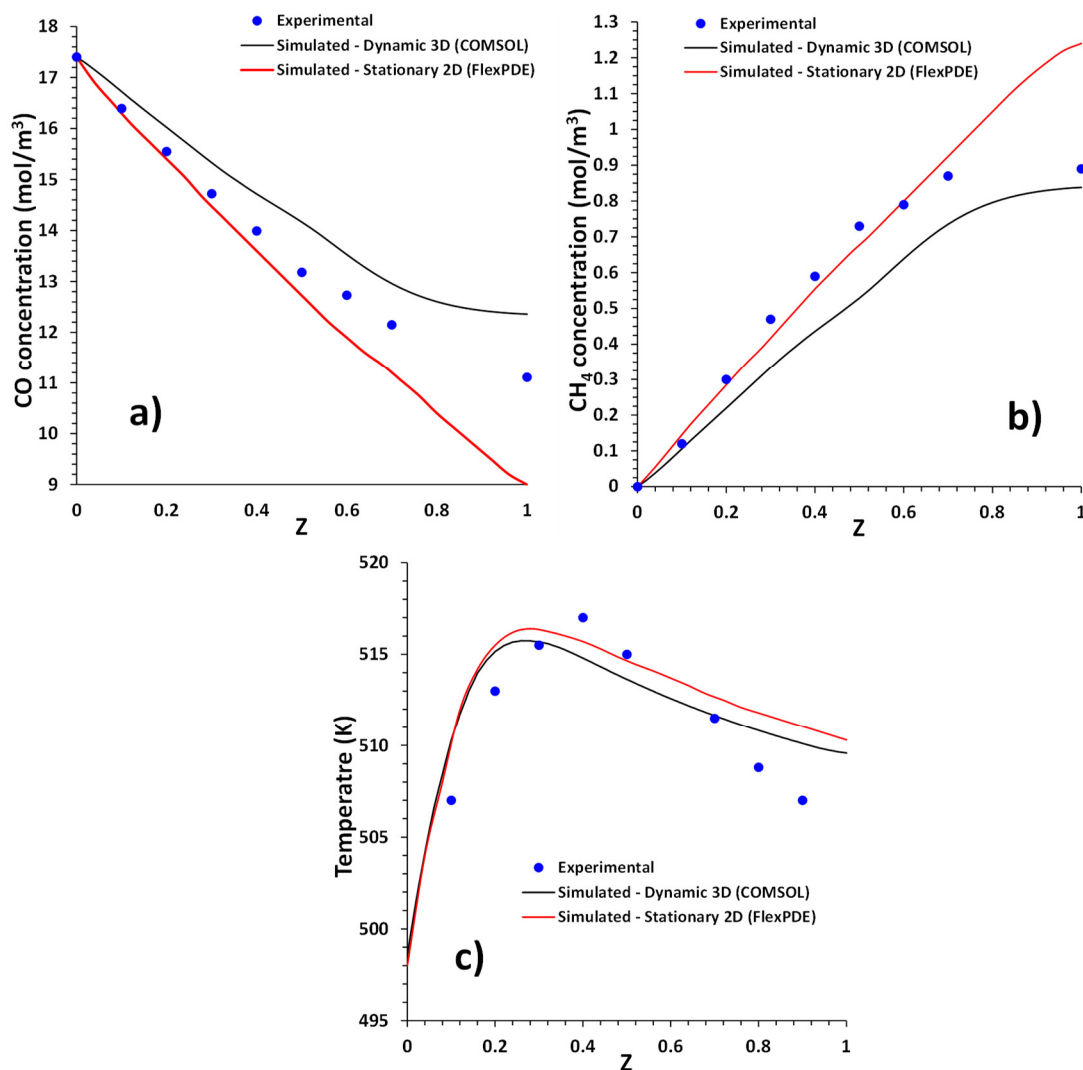 Experimental
Simulated - Dynamic 3D (COMSOL)
Simulated - Stationary 2D (FlexPDE)
CO concentration (mol/m³)
18
17
16
15
14
13
12
11
10
9
0
0.2
0.4
0.6
0.8
1
Z
a)
Experimental
Simulated - Dynamic 3D (COMSOL)
Simulated - Stationary 2D (FlexPDE)
CH₄ concentration (mol/m³)
1.3
1.2
1.1
1
0.9
0.8
0.7
0.6
0.5
0.4
0.3
0.2
0.1
0
0
0.2
0.4
0.6
0.8
1
Z
b)
Temperatre (K)
520
515
510
505
500
495
Experimental
Simulated - Dynamic 3D (COMSOL)
Simulated - Stationary 2D (FlexPDE)
c)
0
0.2
0.4
0.6
0.8
1
Z